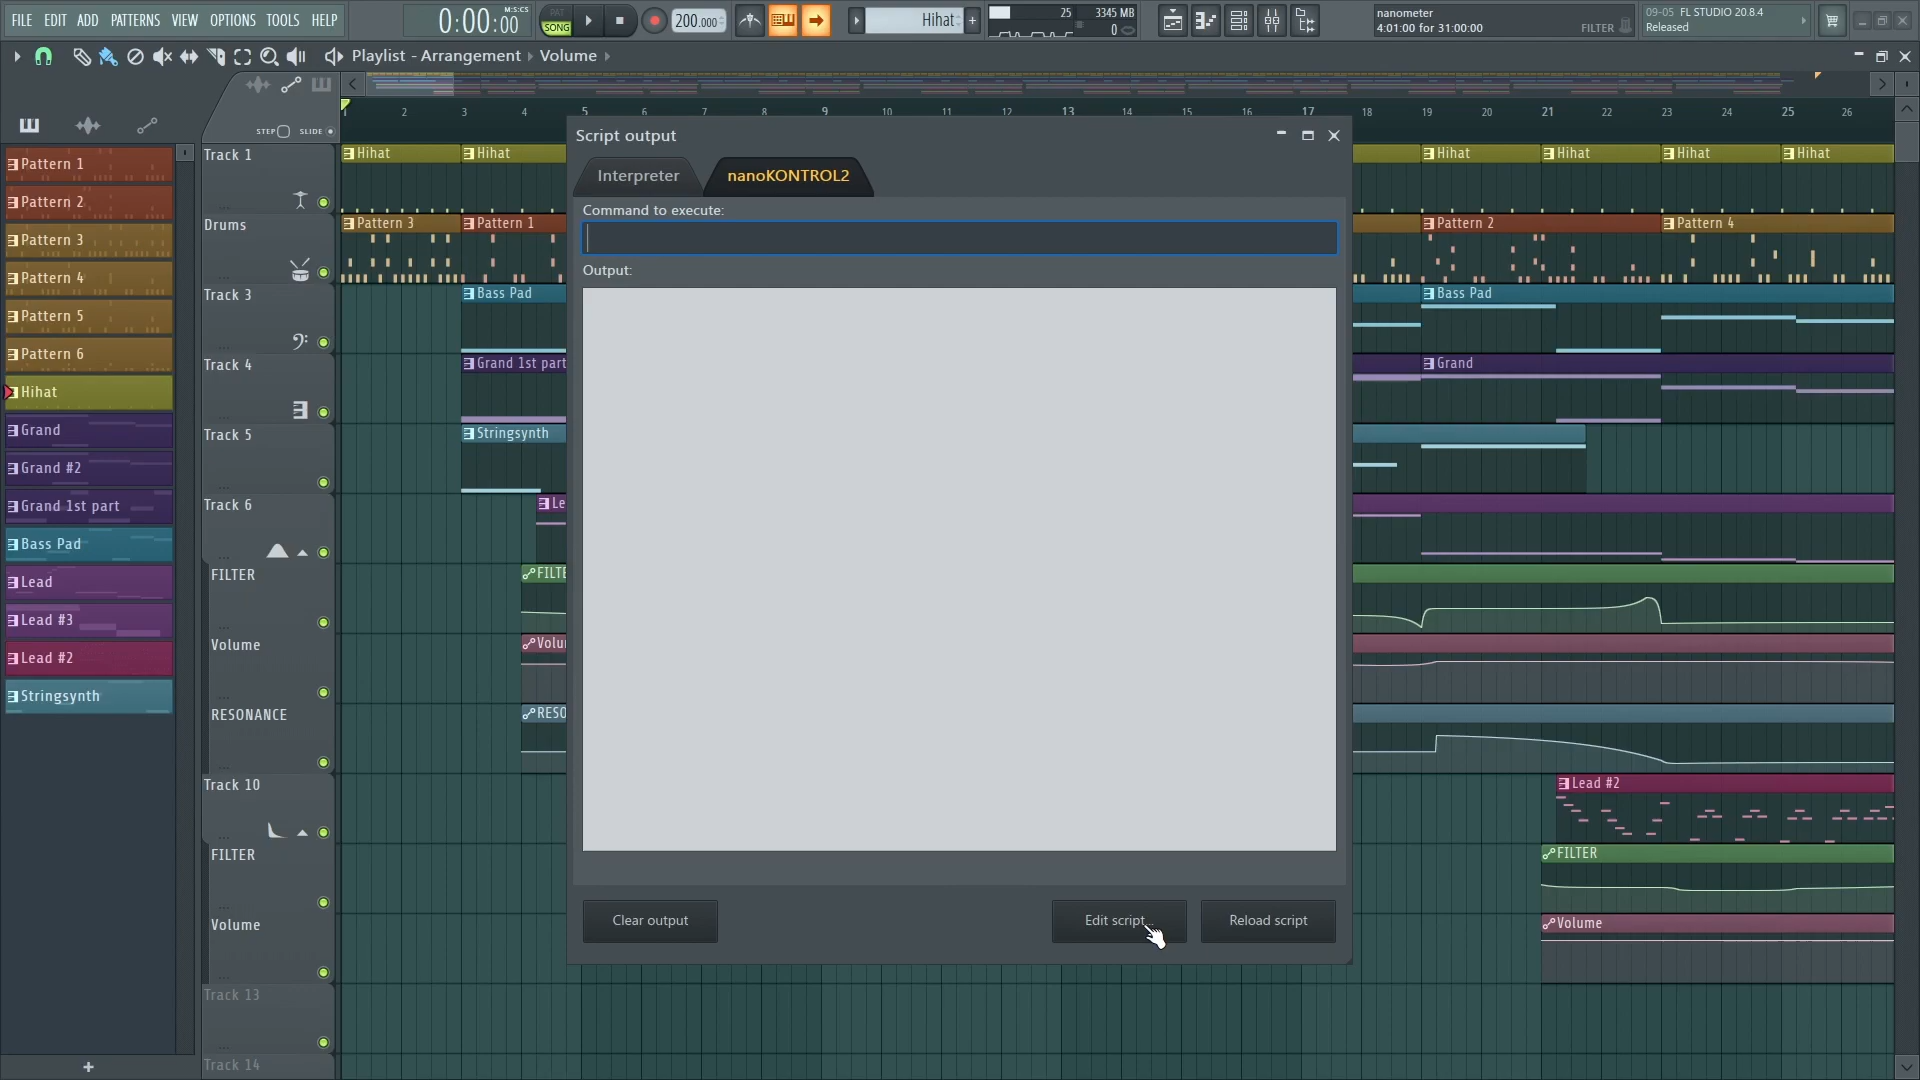 FILE EDIT ADD PATTERNS VIEW OPTIONS TOOLS HELP
0:00:00
M:S:CS
PAT
SONG
200.000
Hihat
25
3345 MB
0
nanometer
4:01:00 for 31:00:00
FILTER
09-05 FL STUDIO 20.8.4
Released
Playlist - Arrangement › Volume ›
STEP SLIDE
1 2 3 4 5 6 7 8 9 10 11 12 13 14 15 16 17 18 19 20 21 22 23 24 25 26
Pattern 1
Pattern 2
Pattern 3
Pattern 4
Pattern 5
Pattern 6
Hihat
Grand
Grand #2
Grand 1st part
Bass Pad
Lead
Lead #3
Lead #2
Stringsynth
+
Track 1
Drums
Track 3
Track 4
Track 5
Track 6
FILTER
Volume
RESONANCE
Track 10
FILTER
Volume
Track 13
Track 14
Hihat Hihat Hihat Hihat Hihat Hihat
Pattern 3 Pattern 1 Pattern 2 Pattern 4
Bass Pad Bass Pad
Grand 1st part Grand
Stringsynth
Le
FILTE
Volu
RESO
Lead #2
FILTER
Volume
Script output
Interpreter nanoKONTROL2
Command to execute:
Output:
Clear output Edit script... Reload script